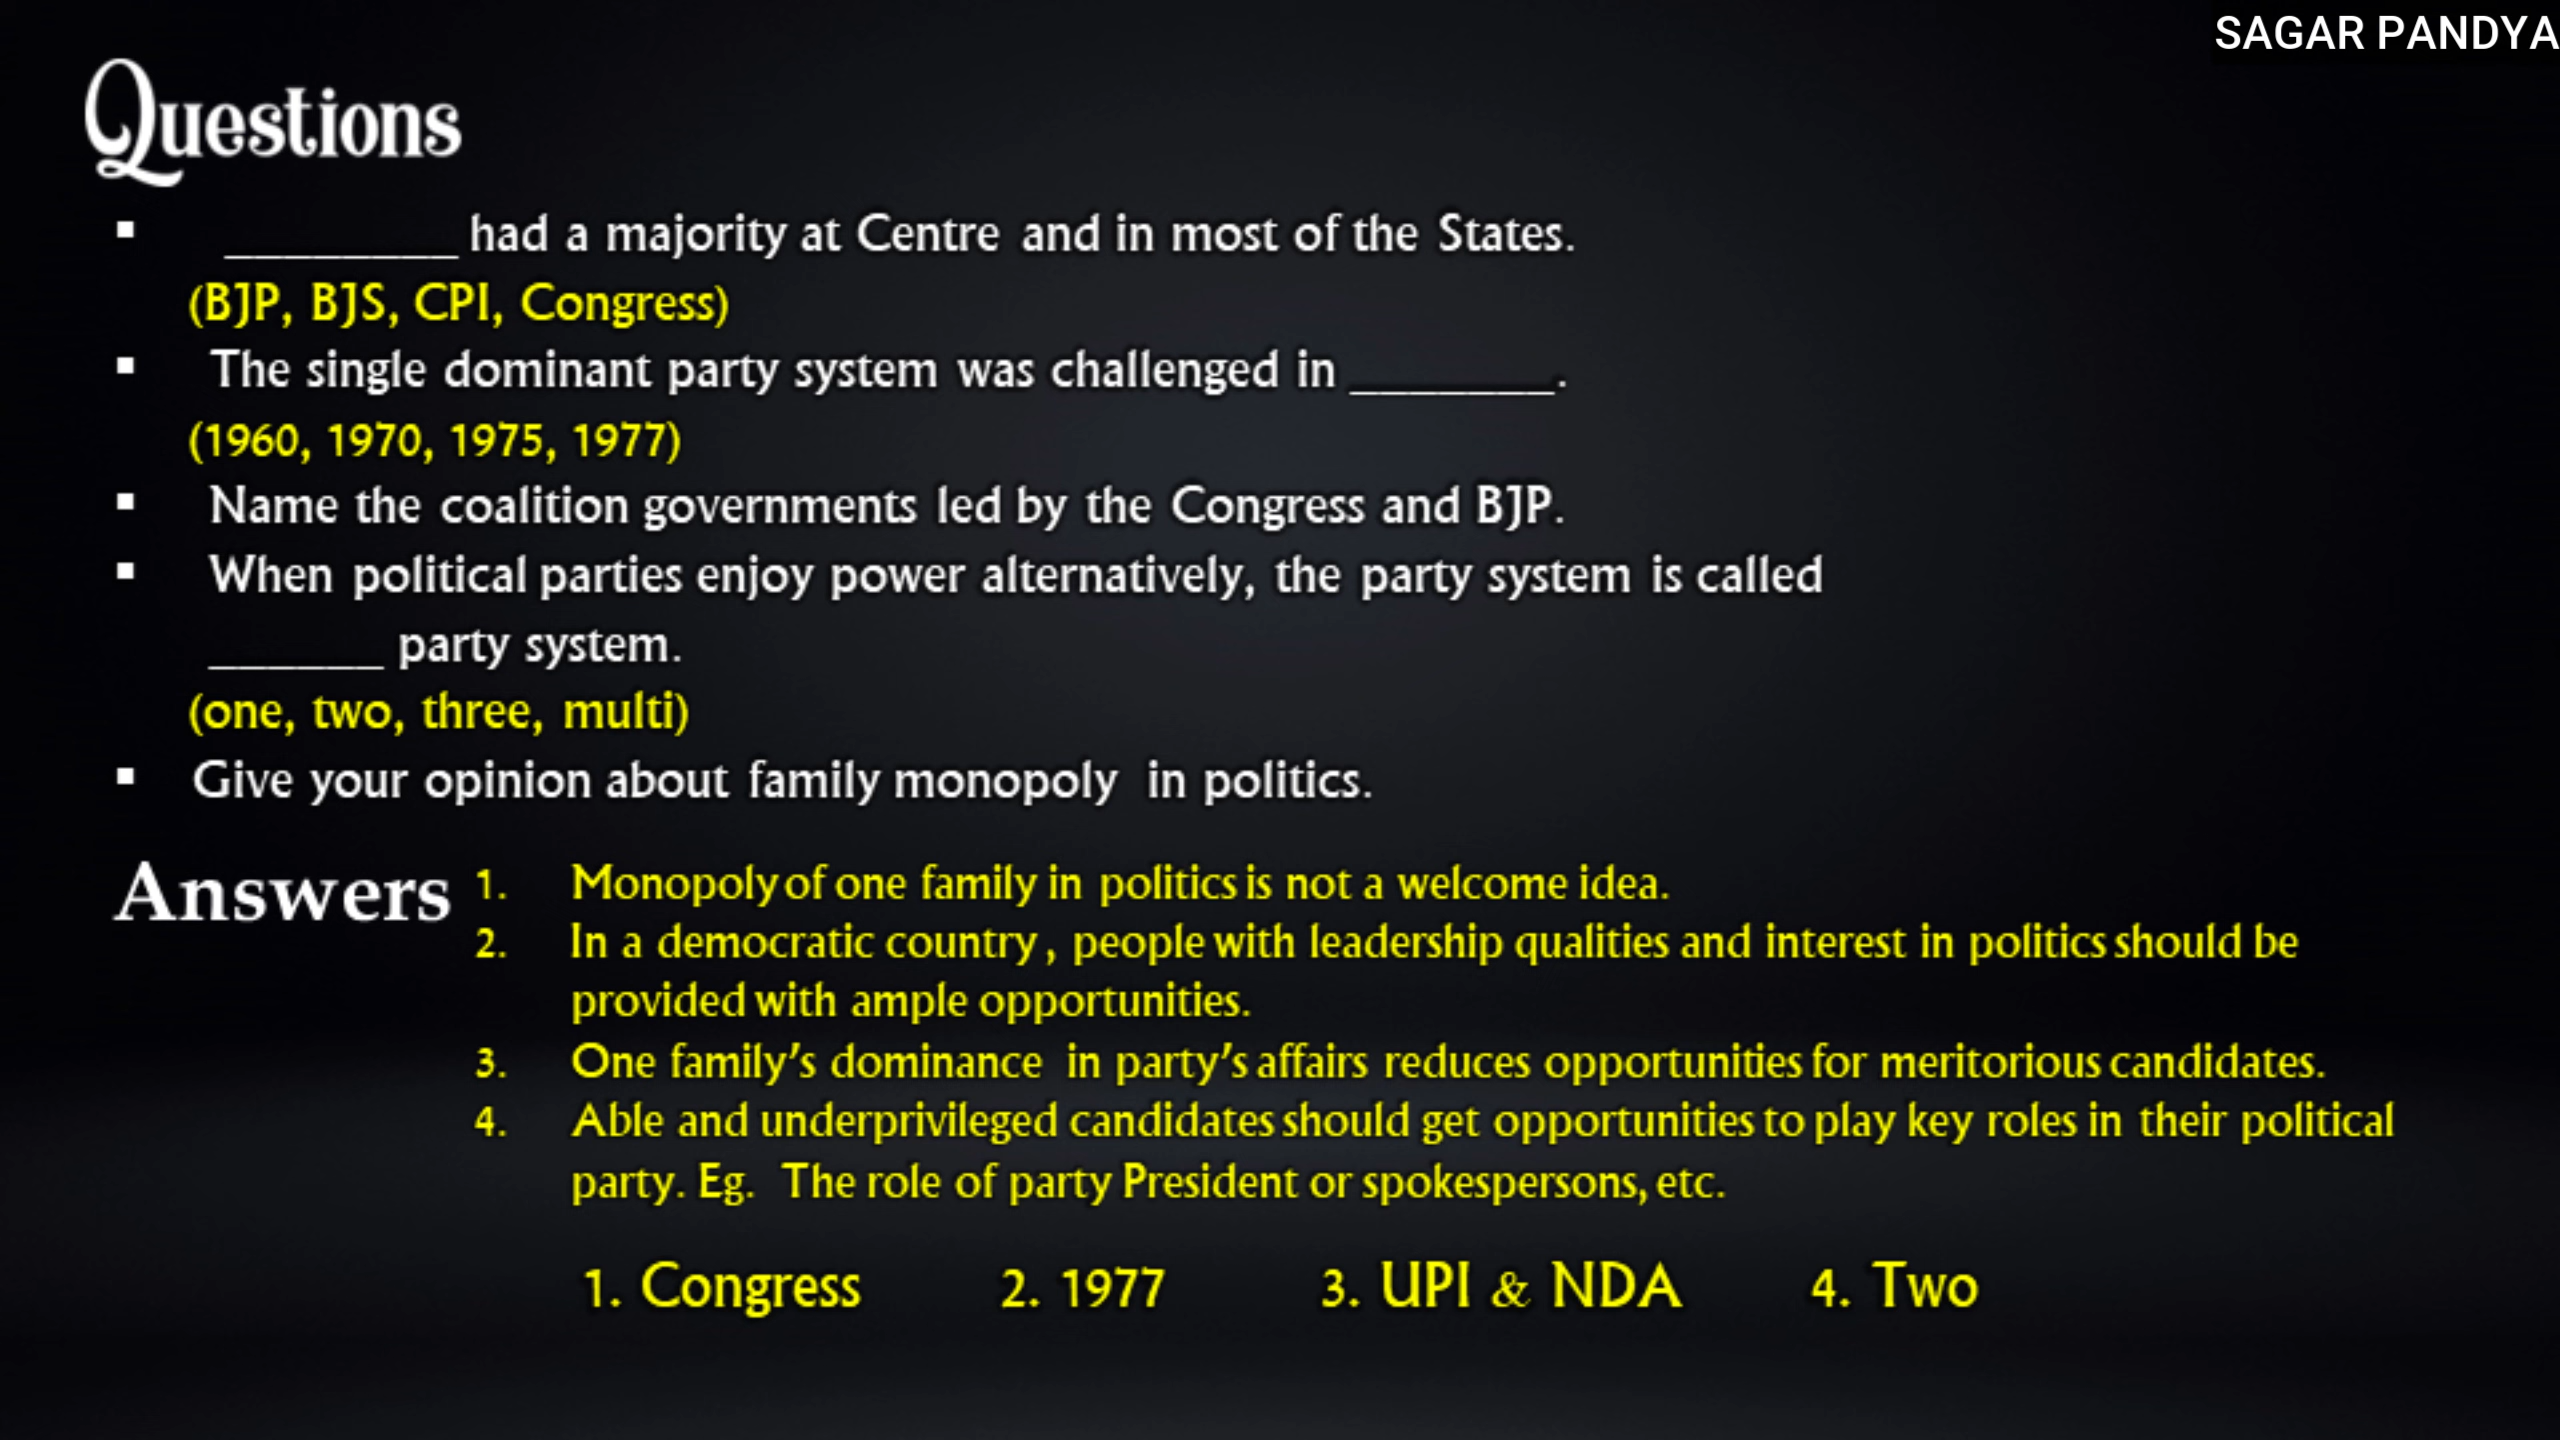 SAGAR PANDYA
Questions
▪ ________ had a majority at Centre and in most of the States.
(BJP, BJS, CPI, Congress)
▪ The single dominant party system was challenged in _______.
(1960, 1970, 1975, 1977)
▪ Name the coalition governments led by the Congress and BJP.
▪ When political parties enjoy power alternatively, the party system is called
______ party system.
(one, two, three, multi)
▪ Give your opinion about family monopoly in politics.
Answers
1. Monopoly of one family in politics is not a welcome idea.
2. In a democratic country, people with leadership qualities and interest in politics should be
provided with ample opportunities.
3. One family’s dominance in party’s affairs reduces opportunities for meritorious candidates.
4. Able and underprivileged candidates should get opportunities to play key roles in their political
party. Eg. The role of party President or spokespersons, etc.
1. Congress 2. 1977 3. UPI & NDA 4. Two